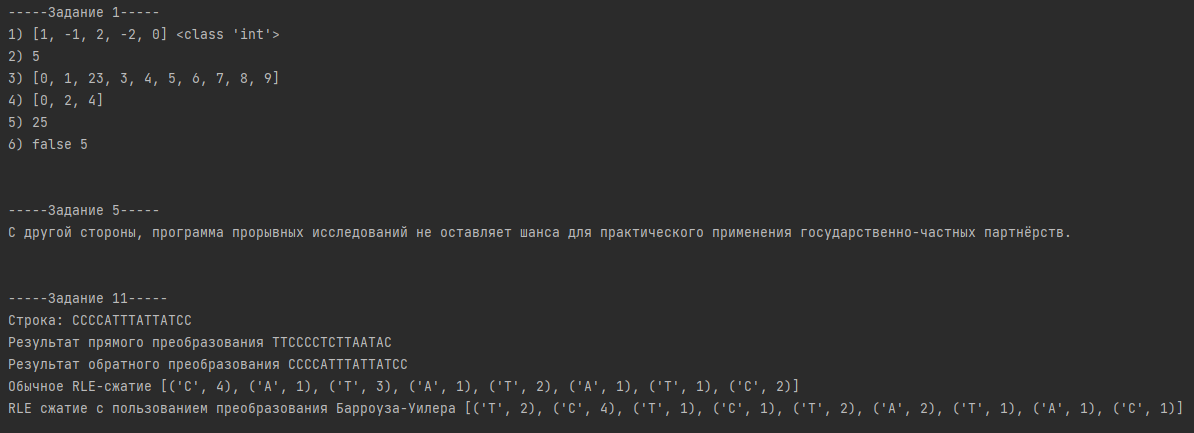 -----Задание 1-----
1) [1, -1, 2, -2, 0] <class 'int'>
2) 5
3) [0, 1, 23, 3, 4, 5, 6, 7, 8, 9]
4) [0, 2, 4]
5) 25
6) false 5
-----Задание 5-----
С другой стороны, программа прорывных исследований не оставляет шанса для практического применения государственно-частных партнёрств.
-----Задание 11-----
Строка: CCCCATTTATTATCC
Результат прямого преобразования TTCCCCTCTTAATAC
Результат обратного преобразования CCCCATTTATTATCC
Обычное RLE-сжатие [('C', 4), ('A', 1), ('T', 3), ('A', 1), ('T', 2), ('A', 1), ('T', 1), ('C', 2)]
RLE сжатие с пользованием преобразования Барроуза-Уилера [('T', 2), ('C', 4), ('T', 1), ('C', 1), ('T', 2), ('A', 2), ('T', 1), ('A', 1), ('C', 1)]